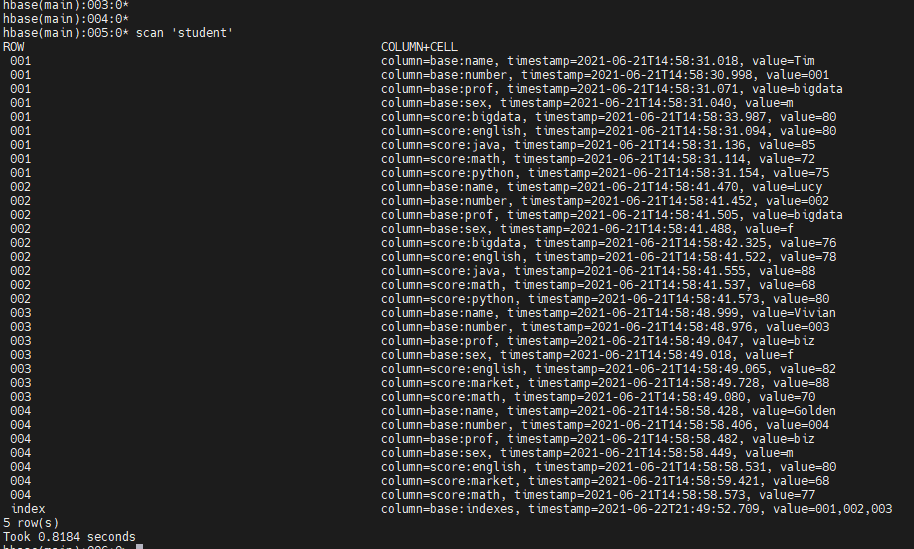 hbase(main):003:0*
hbase(main):004:0*
hbase(main):005:0* scan 'student'
ROW COLUMN+CELL
001 column=base:name, timestamp=2021-06-21T14:58:31.018, value=Tim
001 column=base:number, timestamp=2021-06-21T14:58:30.998, value=001
001 column=base:prof, timestamp=2021-06-21T14:58:31.071, value=bigdata
001 column=base:sex, timestamp=2021-06-21T14:58:31.040, value=m
001 column=score:bigdata, timestamp=2021-06-21T14:58:33.987, value=80
001 column=score:english, timestamp=2021-06-21T14:58:31.094, value=80
001 column=score:java, timestamp=2021-06-21T14:58:31.136, value=85
001 column=score:math, timestamp=2021-06-21T14:58:31.114, value=72
001 column=score:python, timestamp=2021-06-21T14:58:31.154, value=75
002 column=base:name, timestamp=2021-06-21T14:58:41.470, value=Lucy
002 column=base:number, timestamp=2021-06-21T14:58:41.452, value=002
002 column=base:prof, timestamp=2021-06-21T14:58:41.505, value=bigdata
002 column=base:sex, timestamp=2021-06-21T14:58:41.488, value=f
002 column=score:bigdata, timestamp=2021-06-21T14:58:42.325, value=76
002 column=score:english, timestamp=2021-06-21T14:58:41.522, value=78
002 column=score:java, timestamp=2021-06-21T14:58:41.555, value=88
002 column=score:math, timestamp=2021-06-21T14:58:41.537, value=68
002 column=score:python, timestamp=2021-06-21T14:58:41.573, value=80
003 column=base:name, timestamp=2021-06-21T14:58:48.999, value=Vivian
003 column=base:number, timestamp=2021-06-21T14:58:48.976, value=003
003 column=base:prof, timestamp=2021-06-21T14:58:49.047, value=biz
003 column=base:sex, timestamp=2021-06-21T14:58:49.018, value=f
003 column=score:english, timestamp=2021-06-21T14:58:49.065, value=82
003 column=score:market, timestamp=2021-06-21T14:58:49.728, value=88
003 column=score:math, timestamp=2021-06-21T14:58:49.080, value=70
004 column=base:name, timestamp=2021-06-21T14:58:58.428, value=Golden
004 column=base:number, timestamp=2021-06-21T14:58:58.406, value=004
004 column=base:prof, timestamp=2021-06-21T14:58:58.482, value=biz
004 column=base:sex, timestamp=2021-06-21T14:58:58.449, value=m
004 column=score:english, timestamp=2021-06-21T14:58:58.531, value=80
004 column=score:market, timestamp=2021-06-21T14:58:59.421, value=68
004 column=score:math, timestamp=2021-06-21T14:58:58.573, value=77
index column=base:indexes, timestamp=2021-06-22T21:49:52.709, value=001,002,003
5 row(s)
Took 0.8184 seconds
hbase(main):006:0*